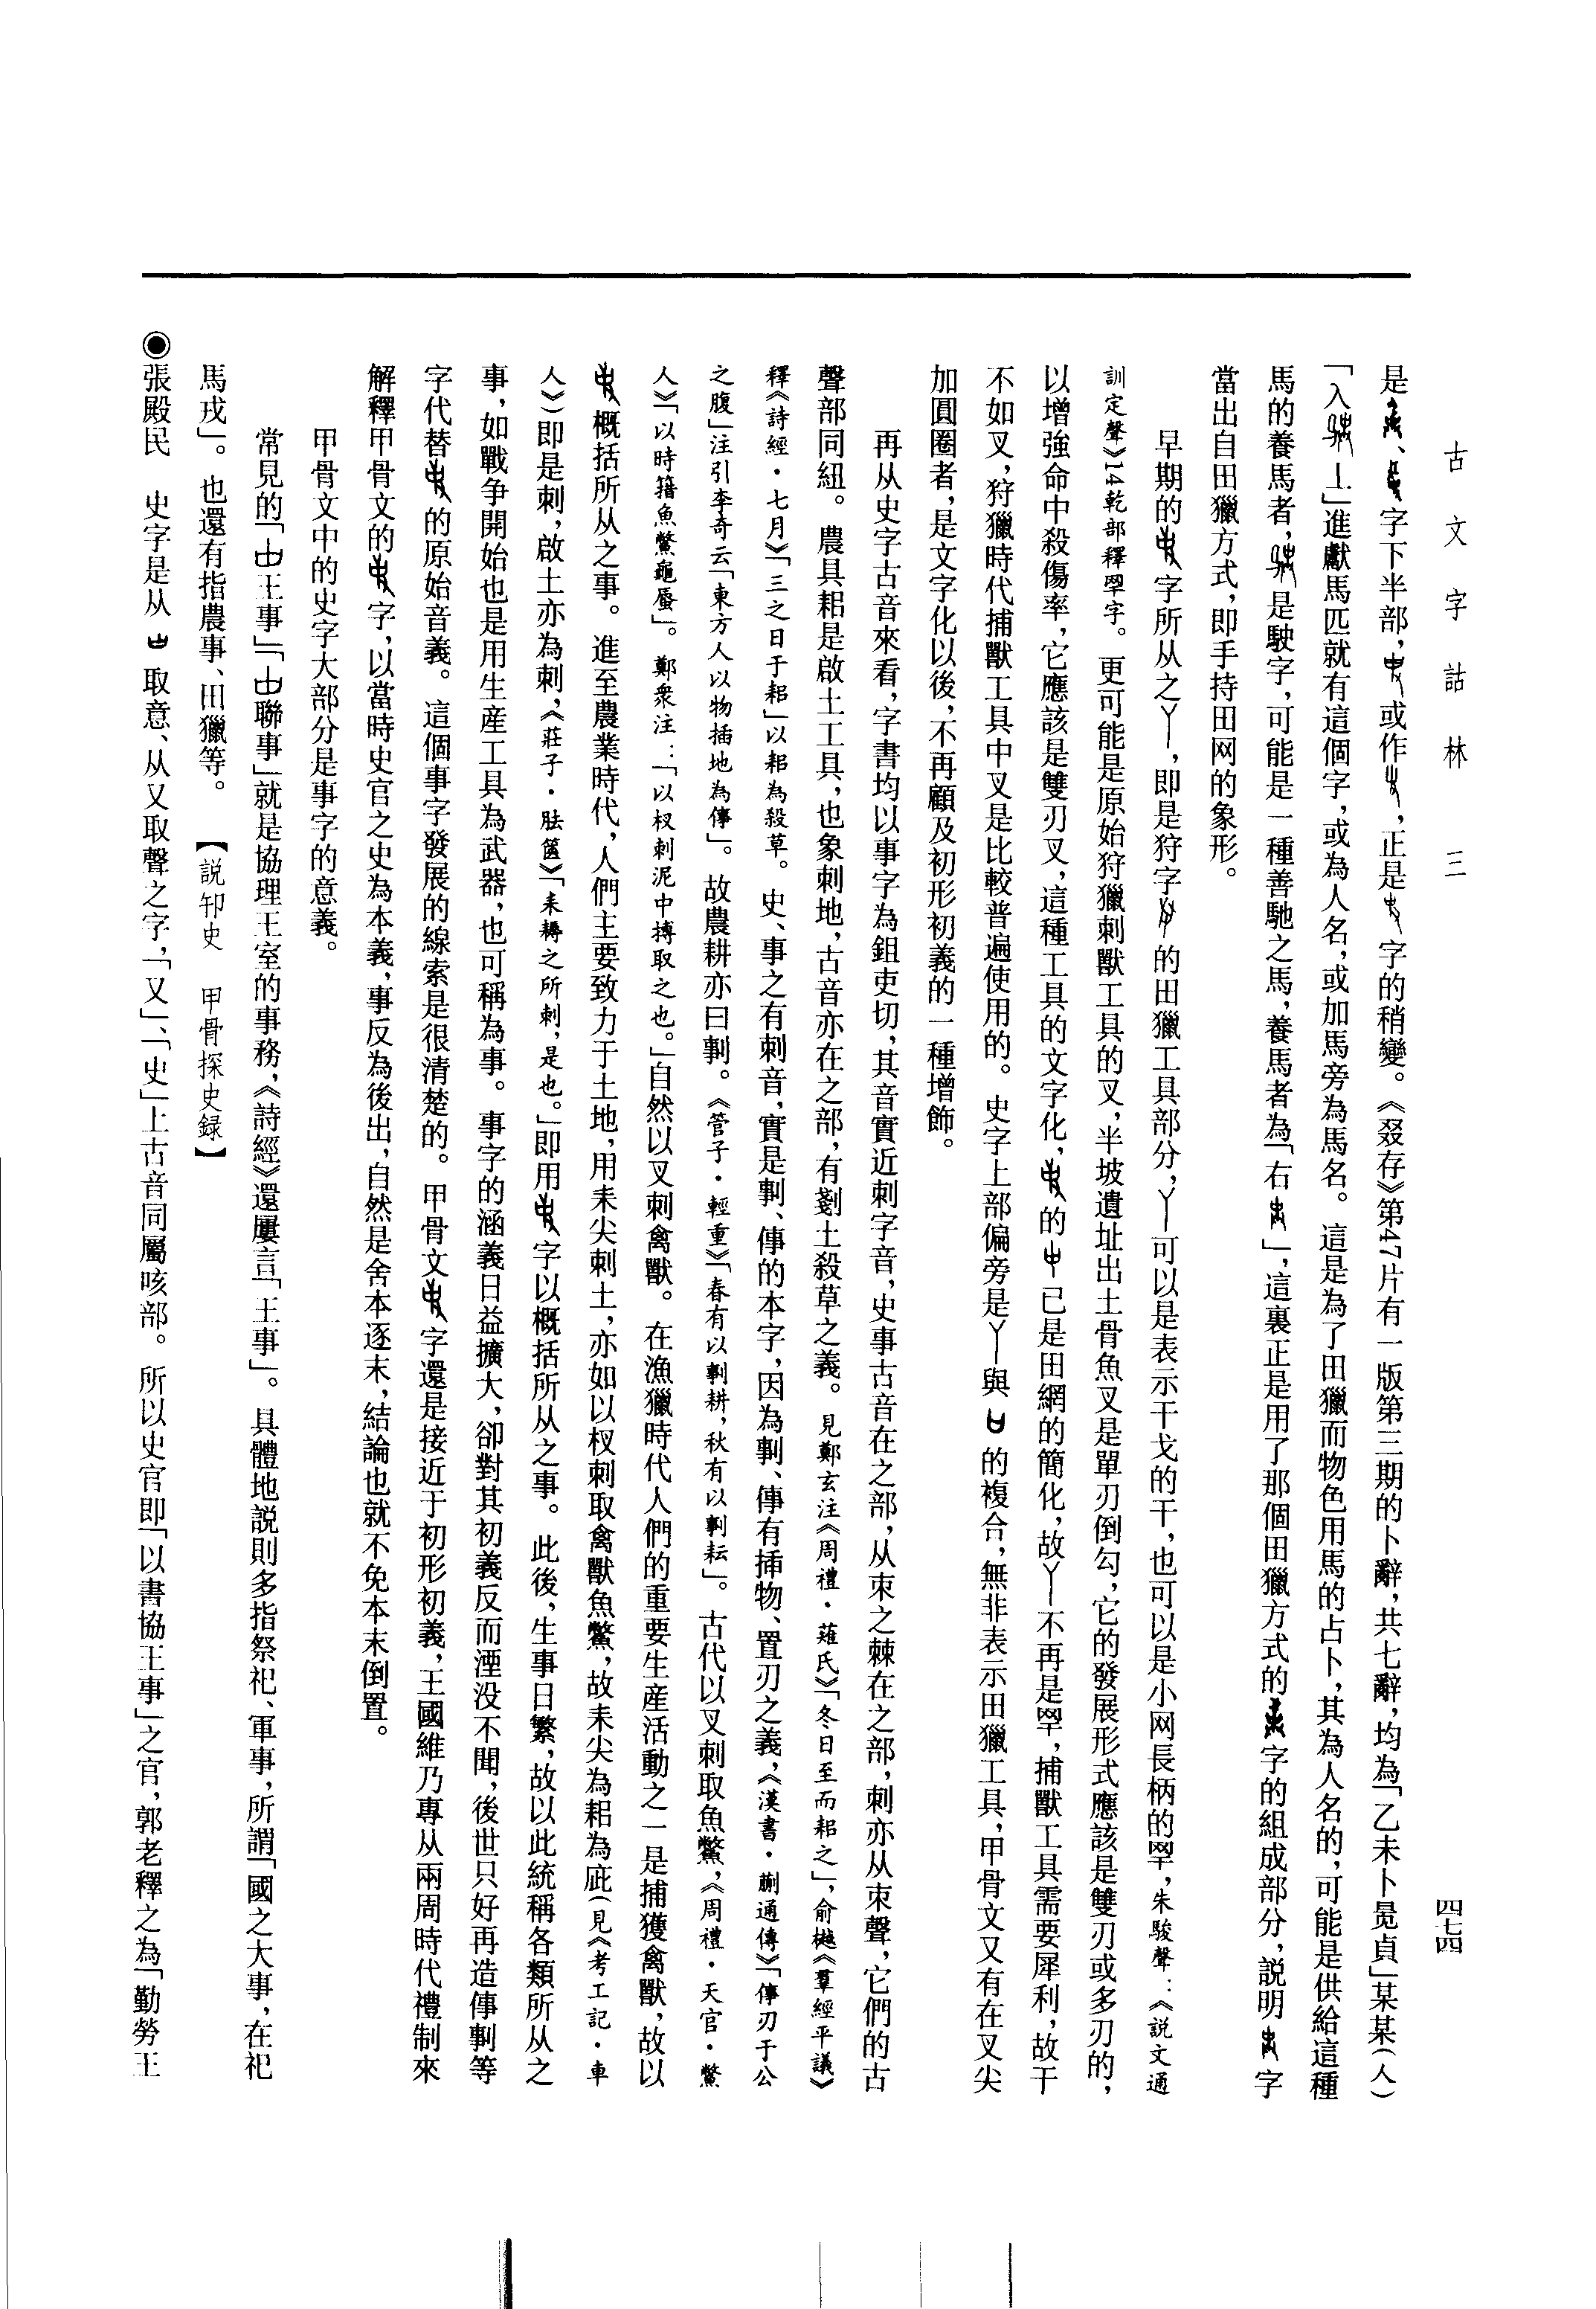 古文字詁林　三
四七四
是、字下半部，或作，正是字的稍變。《叕存》第47片有一版第三期的卜辭，共七辭，均為「乙未卜㫷貞」某某（人）
「入」進獻馬匹就有這個字，或為人名，或加馬旁為馬名。這是為了田獵而物色用馬的占卜，其為人名的，可能是供給這種
馬的養馬者，是駛字，可能是一種善馳之馬，養馬者為「右」，這裏正是用了那個田獵方式的字的組成部分，説明字
當出自田獵方式，即手持田网的象形。
早期的字所从之丫，即是狩字的田獵工具部分，丫可以是表示干戈的干，也可以是小网長柄的䍐，朱駿聲：《説文通
訓定聲》14乾部釋䍐字。更可能是原始狩獵刺獸工具的叉，半坡遺址出土骨魚叉是單刃倒勾，它的發展形式應該是雙刃或多刃的，
以增強命中殺傷率，它應該是雙刃叉，這種工具的文字化，的已是田網的簡化，故丫不再是䍐，捕獸工具需要犀利，故干
不如叉，狩獵時代捕獸工具中叉是比較普遍使用的。史字上部偏旁是丫與的複合，無非表示田獵工具，甲骨文又有在叉尖
加圓圈者，是文字化以後，不再顧及初形初義的一種增飾。
再从史字古音來看，字書均以事字為鉏吏切，其音實近刺字音，史事古音在之部，从朿之棘在之部，刺亦从朿聲，它們的古
聲部同紐。農具耜是啟土工具，也象刺地，古音亦在之部，有剗土殺草之義。見鄭玄注《周禮·薙氏》「冬日至而耜之」，俞樾《羣經平議》
釋《詩經·七月》「三之日于耜」以耜為殺草。史、事之有刺音，實是剚、傳的本字，因為剚、傳有插物、置刃之義，《漢書·蒯通傳》「傳刃于公
之腹」注引李奇云「東方人以物插地為傳」。故農耕亦曰剚。《管子·輕重》「春有以剚耕，秋有以剚耘」。古代以叉刺取魚鱉，《周禮·天官·鱉
人》「以時籍魚鱉龜蜃」。鄭衆注：「以杈刺泥中搏取之也。」自然以叉刺禽獸。在漁獵時代人們的重要生産活動之一是捕獲禽獸，故以
概括所从之事。進至農業時代，人們主要致力于土地，用耒尖刺土，亦如以杈刺取禽獸魚鱉，故耒尖為耜為庛（見《考工記·車
人》）即是刺，啟土亦為刺，《莊子·胠篋》「耒耨之所刺，是也。」即用字以概括所从之事。此後，生事日繁，故以此統稱各類所从之
事，如戰争開始也是用生産工具為武器，也可稱為事。事字的涵義日益擴大，卻對其初義反而湮没不聞，後世只好再造傳剚等
字代替的原始音義。這個事字發展的線索是很清楚的。甲骨文字還是接近于初形初義，王國維乃專从兩周時代禮制來
解釋甲骨文的字，以當時史官之史為本義，事反為後出，自然是舍本逐末，結論也就不免本末倒置。
甲骨文中的史字大部分是事字的意義。
常見的「王事」「聯事」就是協理王室的事務，《詩經》還屢言「王事」。具體地説則多指祭祀、軍事，所謂「國之大事，在祀
馬戎」。也還有指農事、田獵等。【説卯史　甲骨探史録】
◉張殿民　史字是从取意、从又取聲之字，「又」、「史」上古音同屬咳部。所以史官即「以書協王事」之官，郭老釋之為「勤勞王